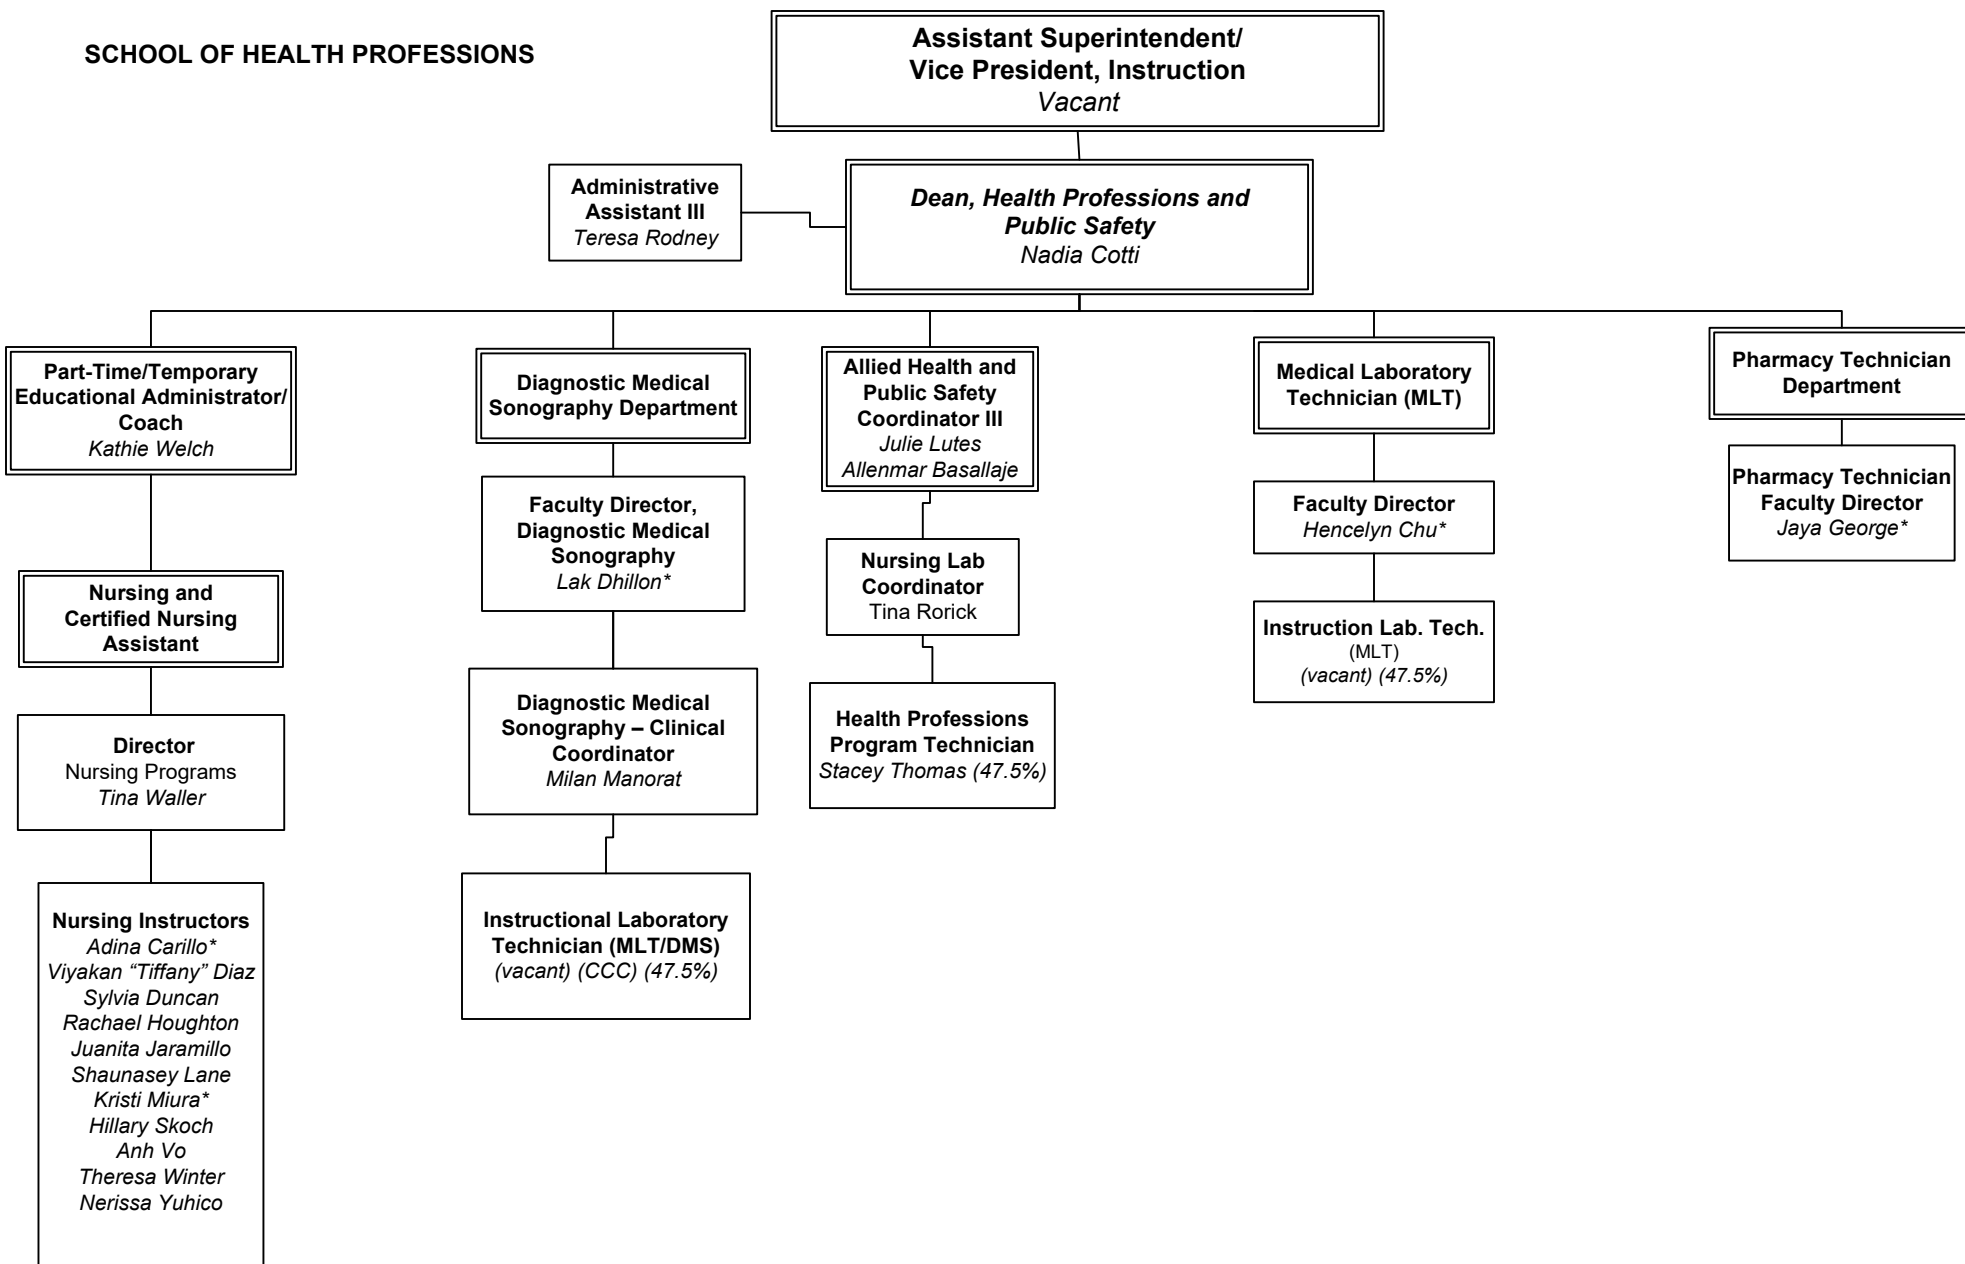 SCHOOL OF HEALTH PROFESSIONS
Assistant Superintendent/
Vice President, Instruction
Vacant
Administrative
Assistant III
Teresa Rodney
Dean, Health Professions and
Public Safety
Nadia Cotti
Part-Time/Temporary
Educational Administrator/
Coach
Kathie Welch
Nursing and
Certified Nursing
Assistant
Director
Nursing Programs
Tina Waller
Nursing Instructors
Adina Carillo*
Viyakan “Tiffany” Diaz
Sylvia Duncan
Rachael Houghton
Juanita Jaramillo
Shaunasey Lane
Kristi Miura*
Hillary Skoch
Anh Vo
Theresa Winter
Nerissa Yuhico
Diagnostic Medical
Sonography Department
Faculty Director,
Diagnostic Medical
Sonography
Lak Dhillon*
Diagnostic Medical
Sonography – Clinical
Coordinator
Milan Manorat
Instructional Laboratory
Technician (MLT/DMS)
(vacant) (CCC) (47.5%)
Allied Health and
Public Safety
Coordinator III
Julie Lutes
Allenmar Basallaje
Nursing Lab
Coordinator
Tina Rorick
Health Professions
Program Technician
Stacey Thomas (47.5%)
Medical Laboratory
Technician (MLT)
Faculty Director
Hencelyn Chu*
Instruction Lab. Tech.
(MLT)
(vacant) (47.5%)
Pharmacy Technician
Department
Pharmacy Technician
Faculty Director
Jaya George*